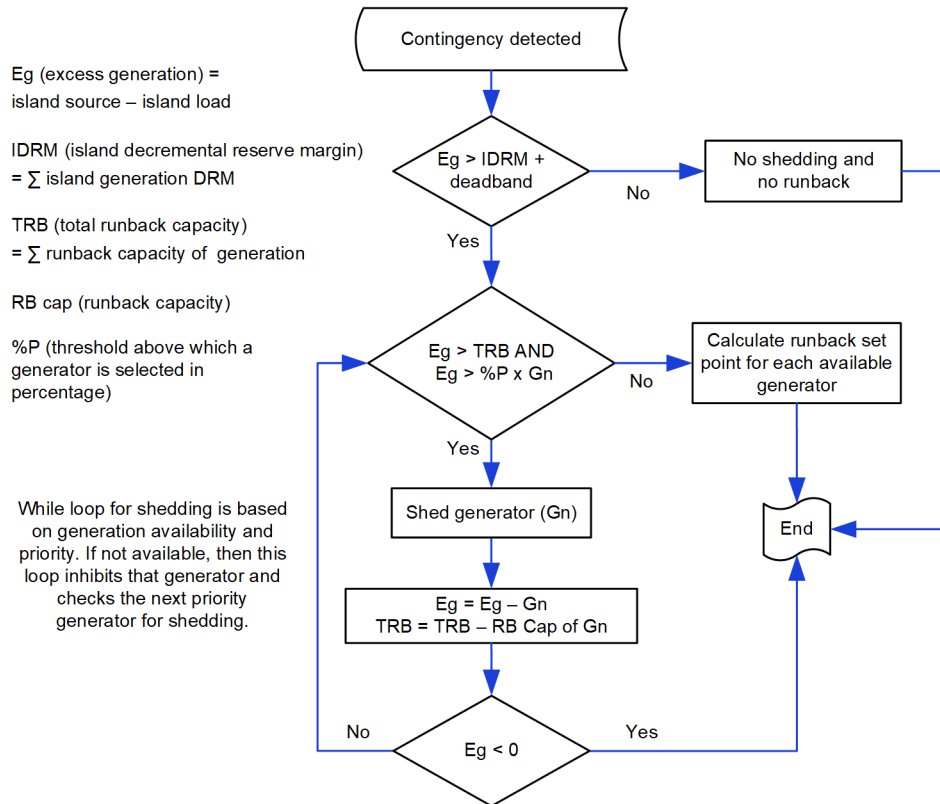 Contingency detected
Eg (excess generation) =
island source – island load
IDRM (island decremental reserve margin)
= ∑ island generation DRM
TRB (total runback capacity)
= ∑ runback capacity of  generation
RB cap (runback capacity)
%P (threshold above which a
generator is selected in
percentage)
Eg > IDRM +
deadband
No
No shedding and
no runback
Yes
Eg > TRB AND
Eg > %P x Gn
No
Calculate runback set
point for each available
generator
Yes
Shed generator (Gn)
While loop for shedding is based
on generation availability and
priority. If not available, then this
loop inhibits that generator and
checks the next priority
generator for shedding.
End
Eg = Eg – Gn
TRB = TRB – RB Cap of Gn
No
Eg < 0
Yes